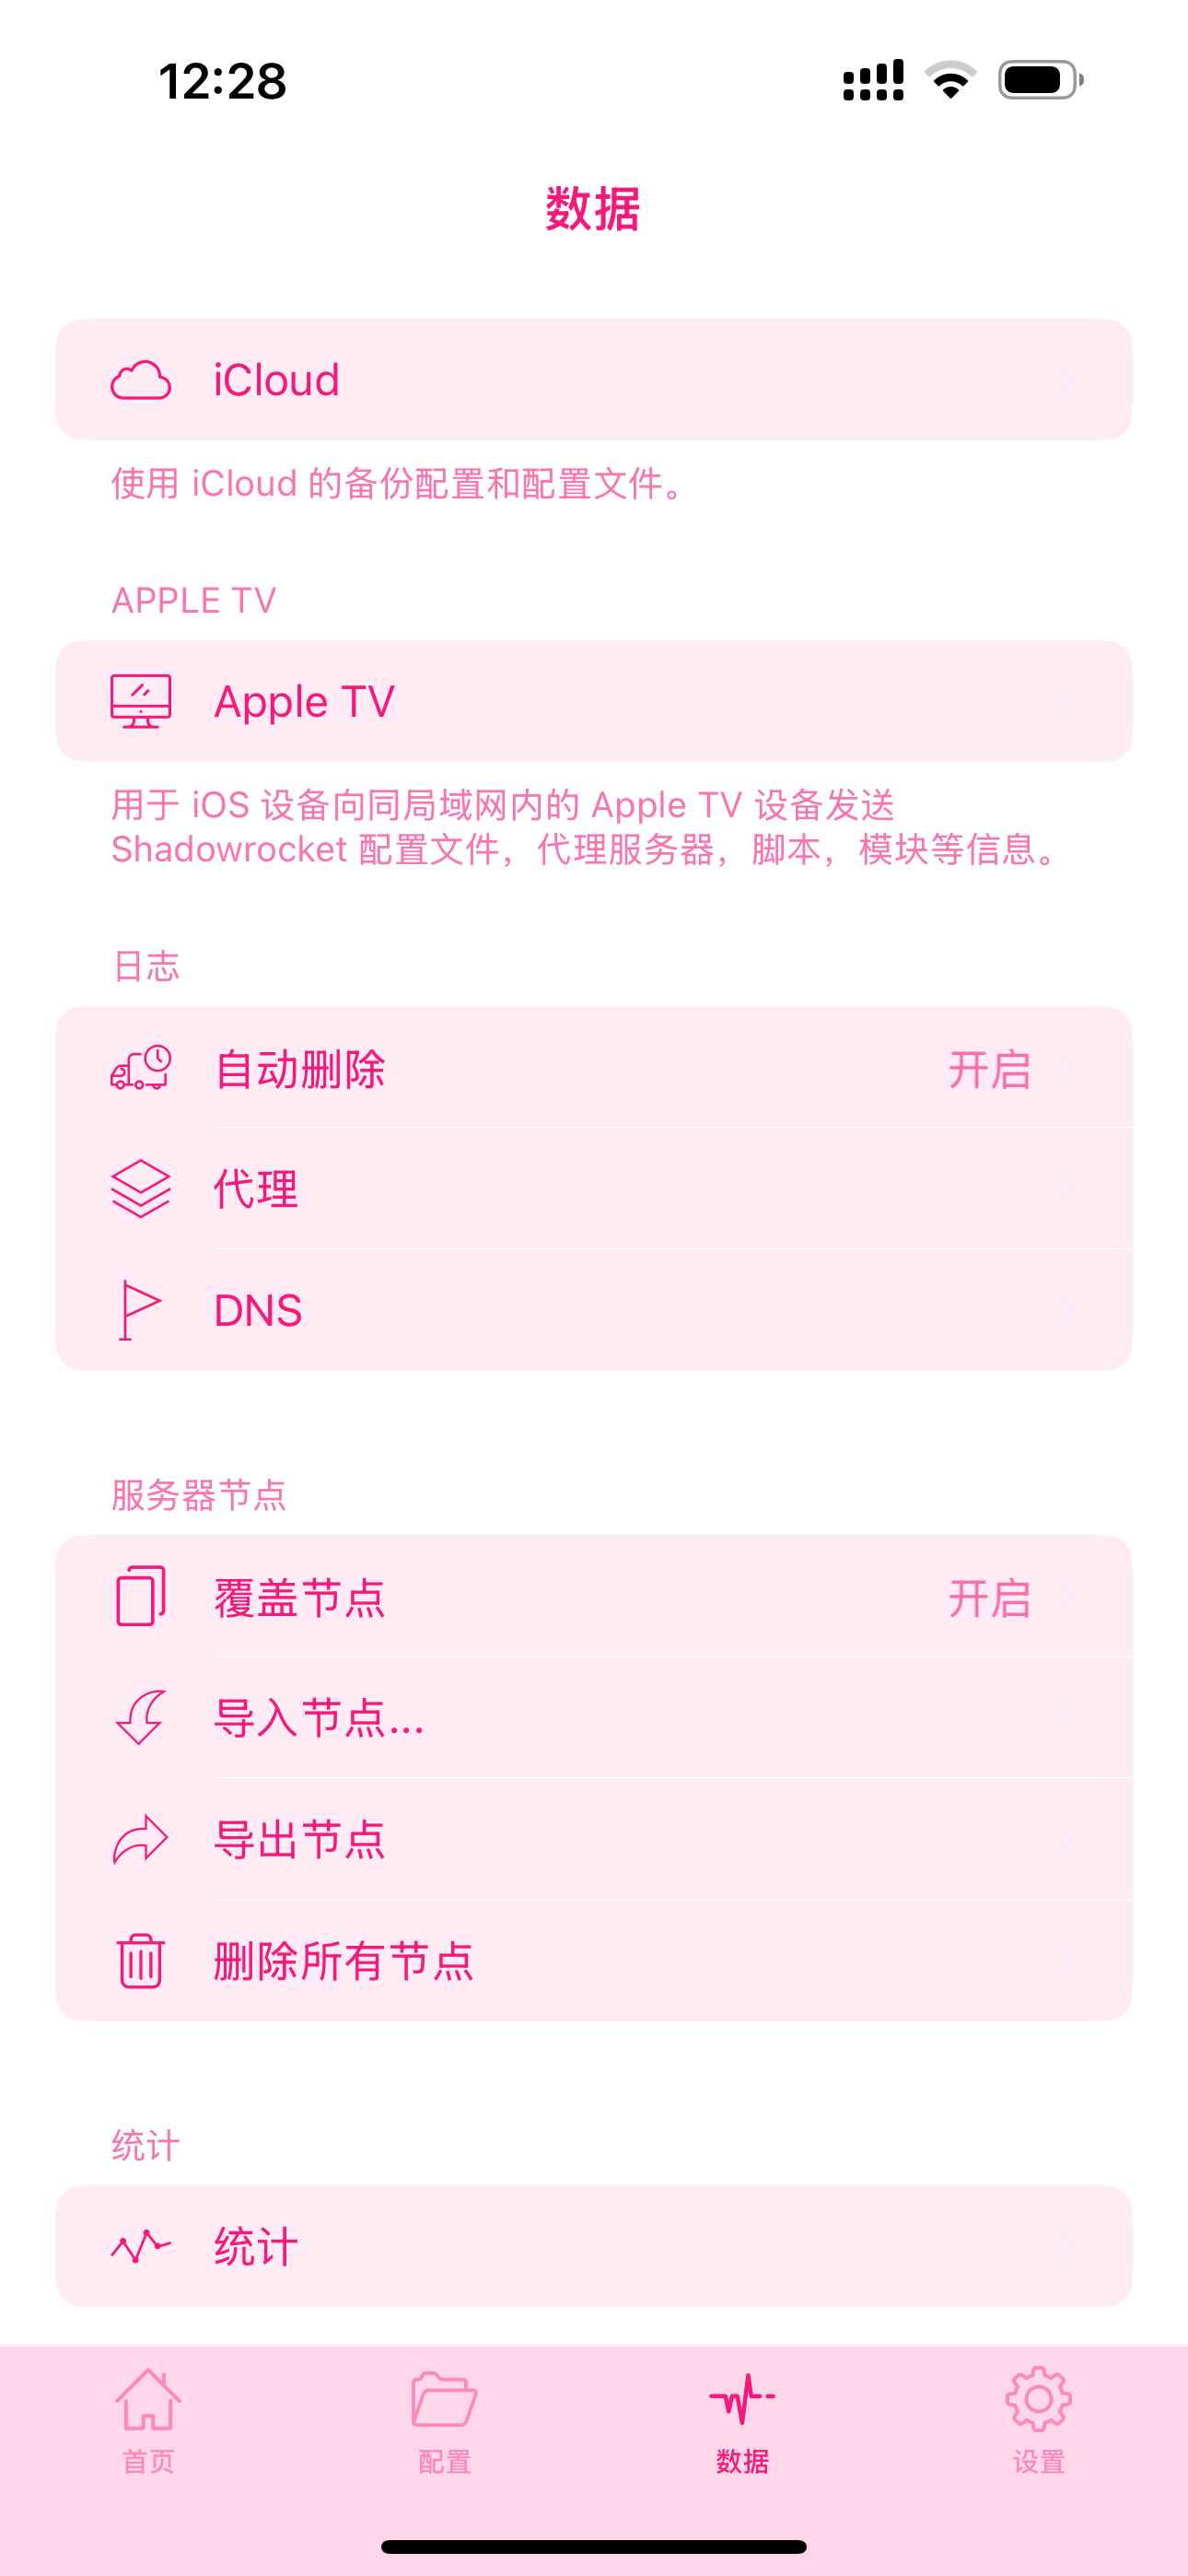 12:28
数据
iCloud
使用 iCloud 的备份配置和配置文件。
APPLE TV
Apple TV
用于 iOS 设备向同局域网内的 Apple TV 设备发送
Shadowrocket 配置文件，代理服务器，脚本，模块等信息。
日志
自动删除 开启
代理
DNS
服务器节点
覆盖节点 开启
导入节点...
导出节点
删除所有节点
统计
统计
首页 配置 数据 设置